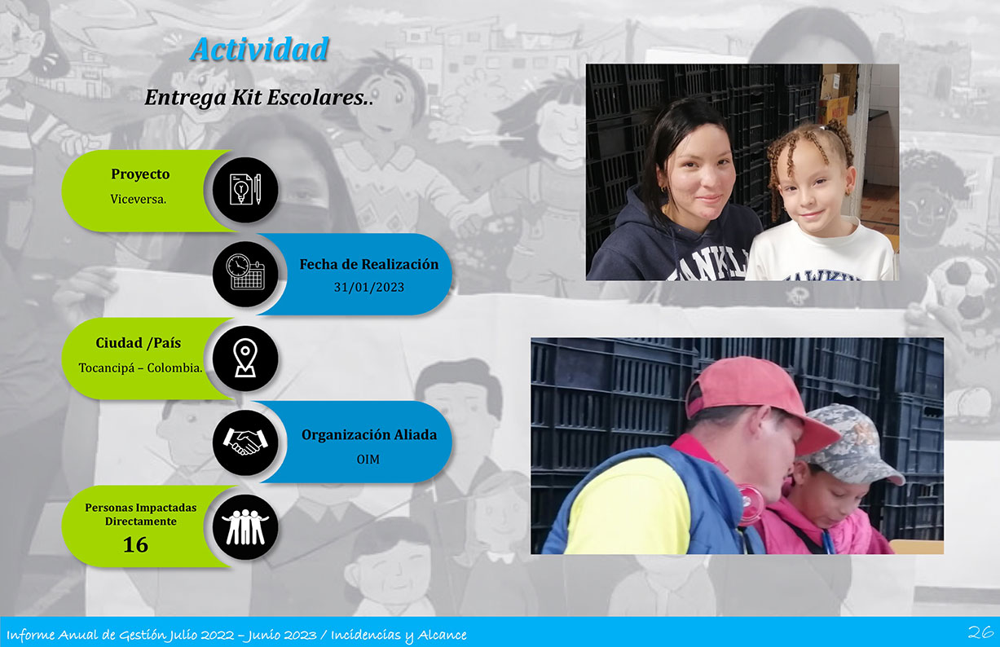 Actividad
Entrega Kit Escolares..
Proyecto
Viceversa.
Fecha de Realización
31/01/2023
Ciudad /País
Tocancipá – Colombia.
Organización Aliada
OIM
Personas Impactadas
Directamente
16
Informe Anual de Gestión Julio 2022 – Junio 2023 / Incidencias y Alcance
26